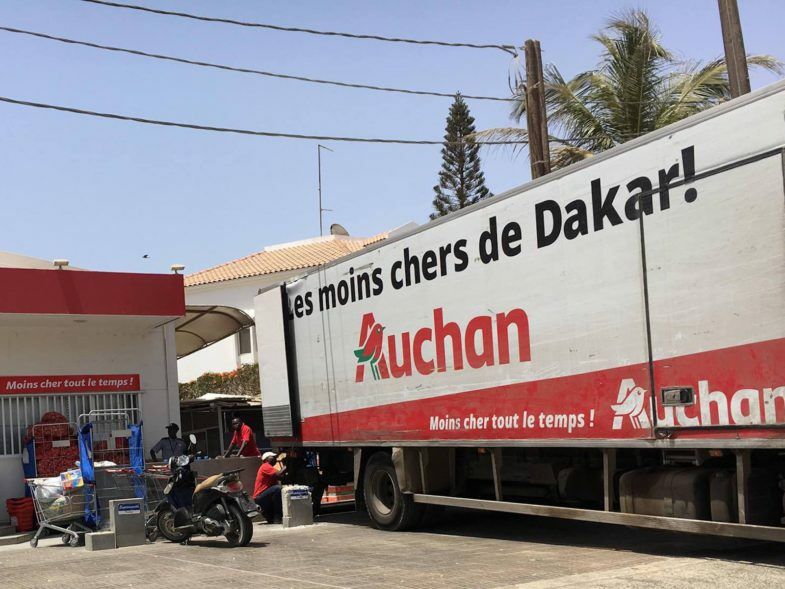 Les moins chers de Dakar!
Auchan
Moins cher tout le temps !
Auchan
Moins cher tout le temps !